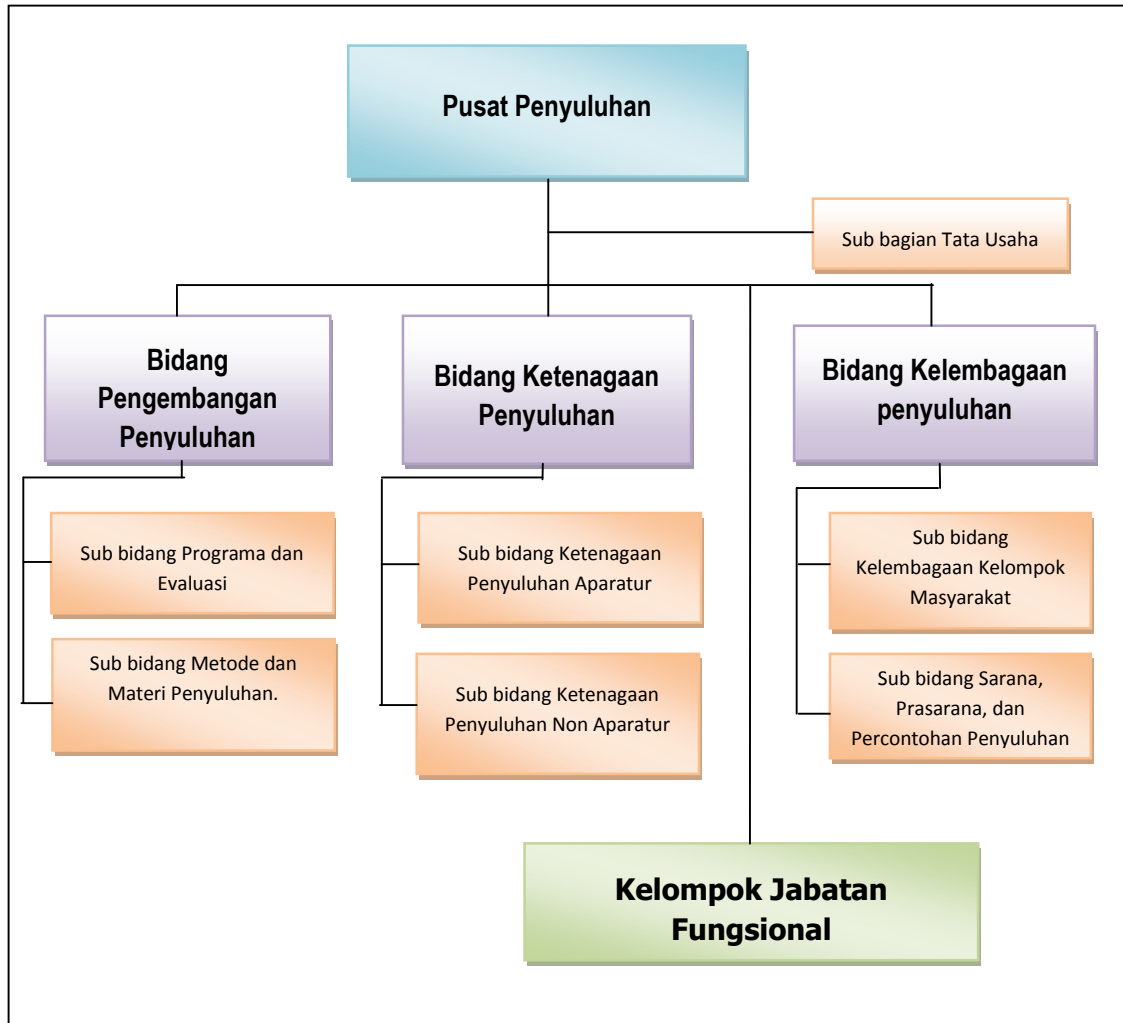 Pusat Penyuluhan
Sub bagian Tata Usaha
Bidang
Pengembangan
Penyuluhan
Bidang Ketenagaan
Penyuluhan
Bidang Kelembagaan
penyuluhan
Sub bidang Programa dan
Evaluasi
Sub bidang Metode dan
Materi Penyuluhan.
Sub bidang Ketenagaan
Penyuluhan Aparatur
Sub bidang Ketenagaan
Penyuluhan Non Aparatur
Sub bidang
Kelembagaan Kelompok
Masyarakat
Sub bidang Sarana,
Prasarana, dan
Percontohan Penyuluhan
Kelompok Jabatan
Fungsional